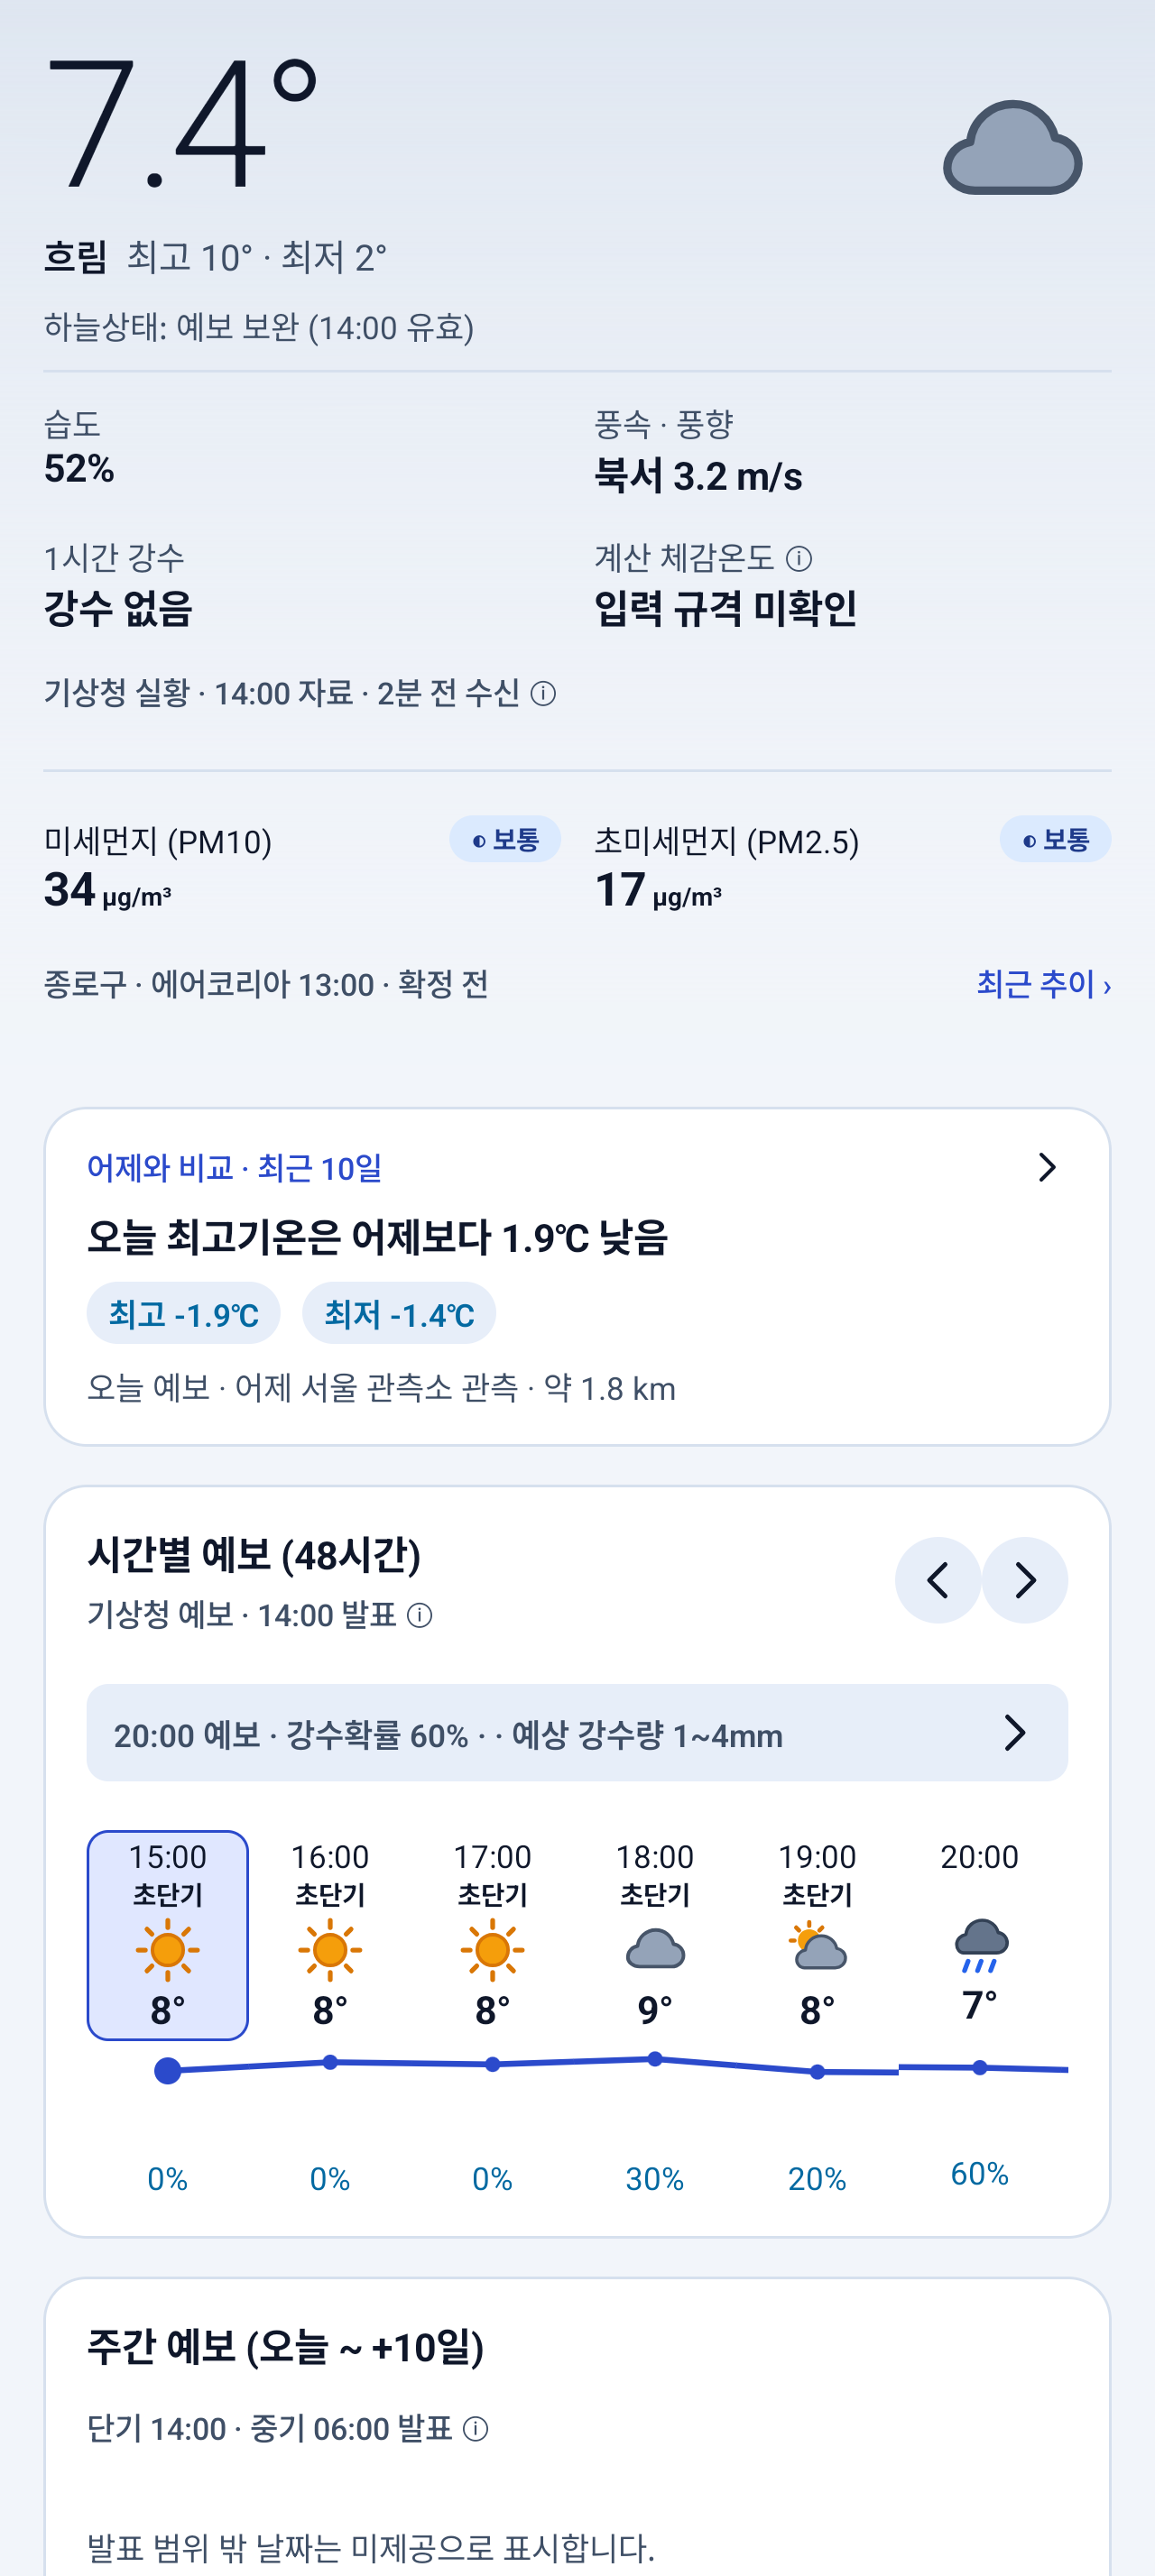 7.4°
흐림 최고 10° · 최저 2°
하늘상태: 예보 보완 (14:00 유효)
습도
52%
풍속 · 풍향
북서 3.2 m/s
1시간 강수
강수 없음
계산 체감온도 ⓘ
입력 규격 미확인
기상청 실황 · 14:00 자료 · 2분 전 수신 ⓘ
미세먼지 (PM10)
◐ 보통
34 µg/m³
초미세먼지 (PM2.5)
◐ 보통
17 µg/m³
종로구 · 에어코리아 13:00 · 확정 전
최근 추이 ›
어제와 비교 · 최근 10일
오늘 최고기온은 어제보다 1.9℃ 낮음
최고 -1.9℃ 최저 -1.4℃
오늘 예보 · 어제 서울 관측소 관측 · 약 1.8 km
시간별 예보 (48시간)
기상청 예보 · 14:00 발표 ⓘ
20:00 예보 · 강수확률 60% · · 예상 강수량 1~4mm
15:00 16:00 17:00 18:00 19:00 20:00
초단기 초단기 초단기 초단기 초단기
8° 8° 8° 9° 8° 7°
0% 0% 0% 30% 20% 60%
주간 예보 (오늘 ~ +10일)
단기 14:00 · 중기 06:00 발표 ⓘ
발표 범위 밖 날짜는 미제공으로 표시합니다.